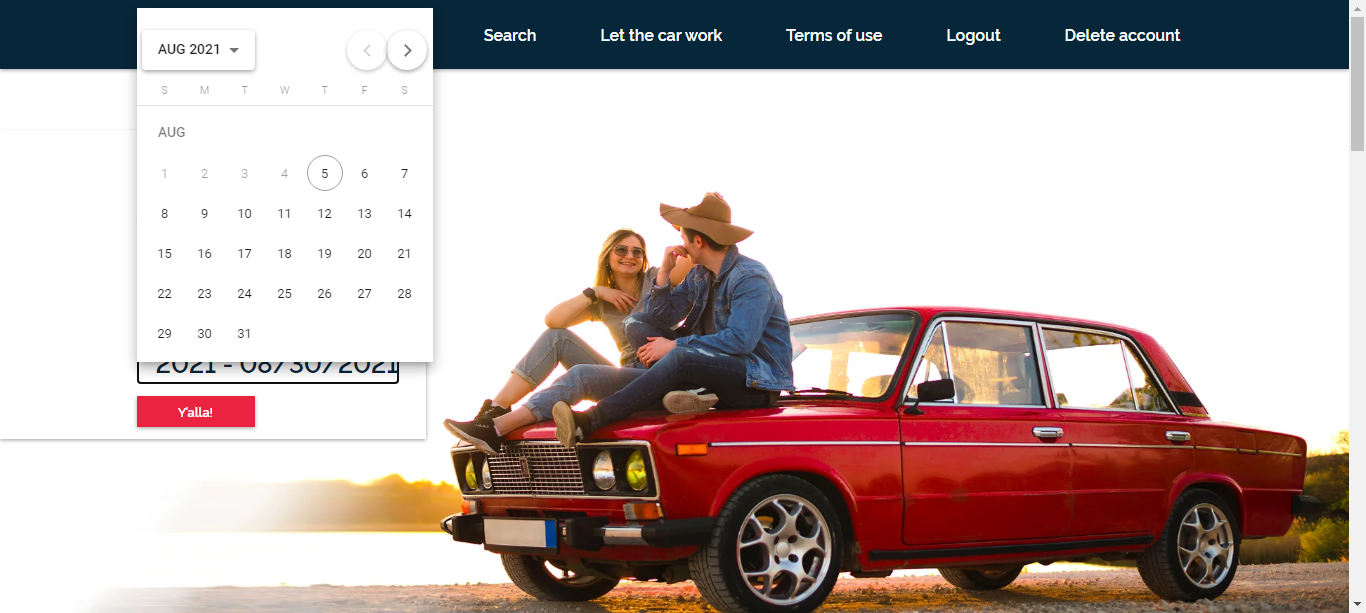 Search Let the car work Terms of use Logout Delete account
AUG 2021
S M T W T F S
AUG
1 2 3 4 5 6 7
8 9 10 11 12 13 14
15 16 17 18 19 20 21
22 23 24 25 26 27 28
29 30 31
2021 - 08/30/2021
Y'alla!